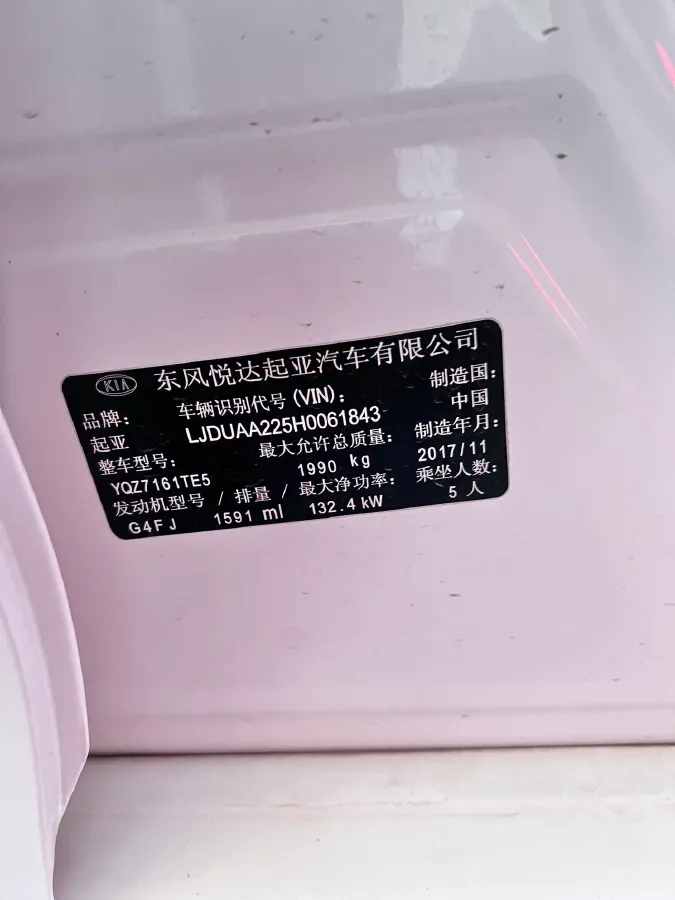 KIA 东风悦达起亚汽车有限公司
品牌: 车辆识别代号(VIN): 制造国:
起亚 LJDUAA225H0061843 中国
整车型号: 最大允许总质量: 制造年月:
YQZ7161TE5 1990 kg 2017/11
发动机型号 / 排量 / 最大净功率: 乘坐人数:
G4FJ 1591 ml 132.4 kW 5 人